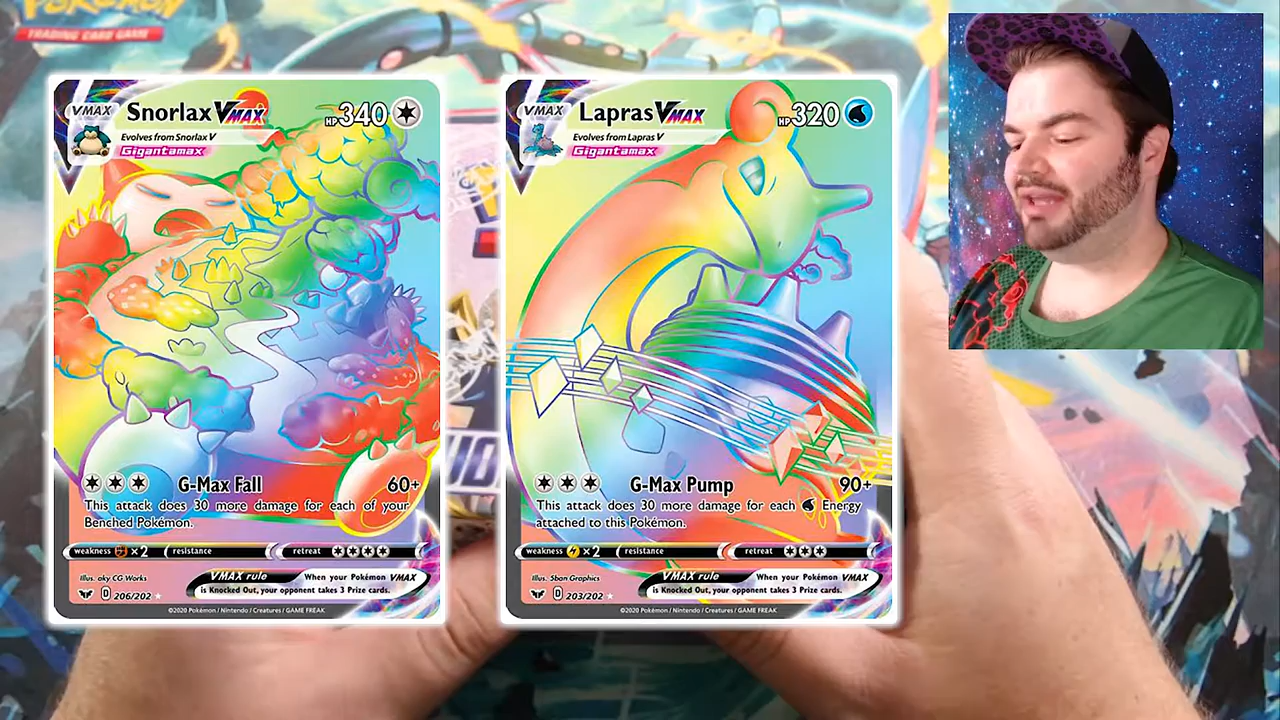 POKÉMON
TRADING CARD GAME
VMAX Snorlax VMAX HP 340
Evolves from Snorlax V
Gigantamax
G-Max Fall 60+
This attack does 30 more damage for each of your
Benched Pokémon.
weakness ×2 resistance retreat
Illus. aky CG Works
VMAX rule When your Pokémon VMAX
is Knocked Out, your opponent takes 3 Prize cards.
D 206/202
©2020 Pokémon / Nintendo / Creatures / GAME FREAK
VMAX Lapras VMAX HP 320
Evolves from Lapras V
Gigantamax
G-Max Pump 90+
This attack does 30 more damage for each Energy
attached to this Pokémon.
weakness ×2 resistance retreat
Illus. 5ban Graphics
VMAX rule When your Pokémon VMAX
is Knocked Out, your opponent takes 3 Prize cards.
D 203/202
©2020 Pokémon / Nintendo / Creatures / GAME FREAK